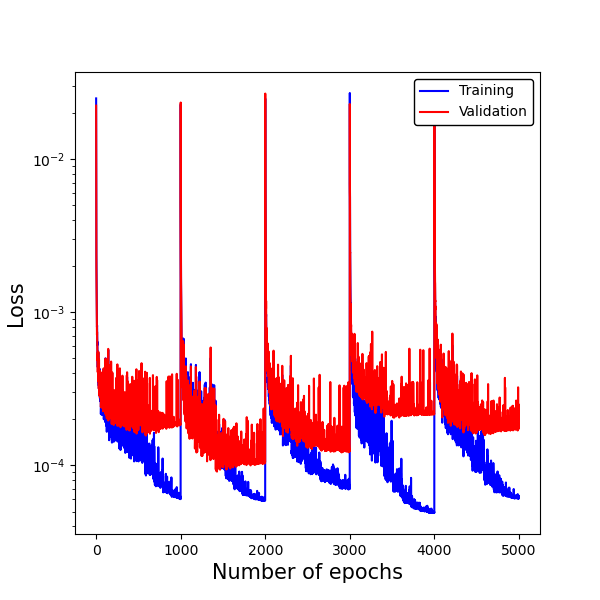 Training
Validation
Loss
10⁻²
10⁻³
10⁻⁴
0 1000 2000 3000 4000 5000
Number of epochs